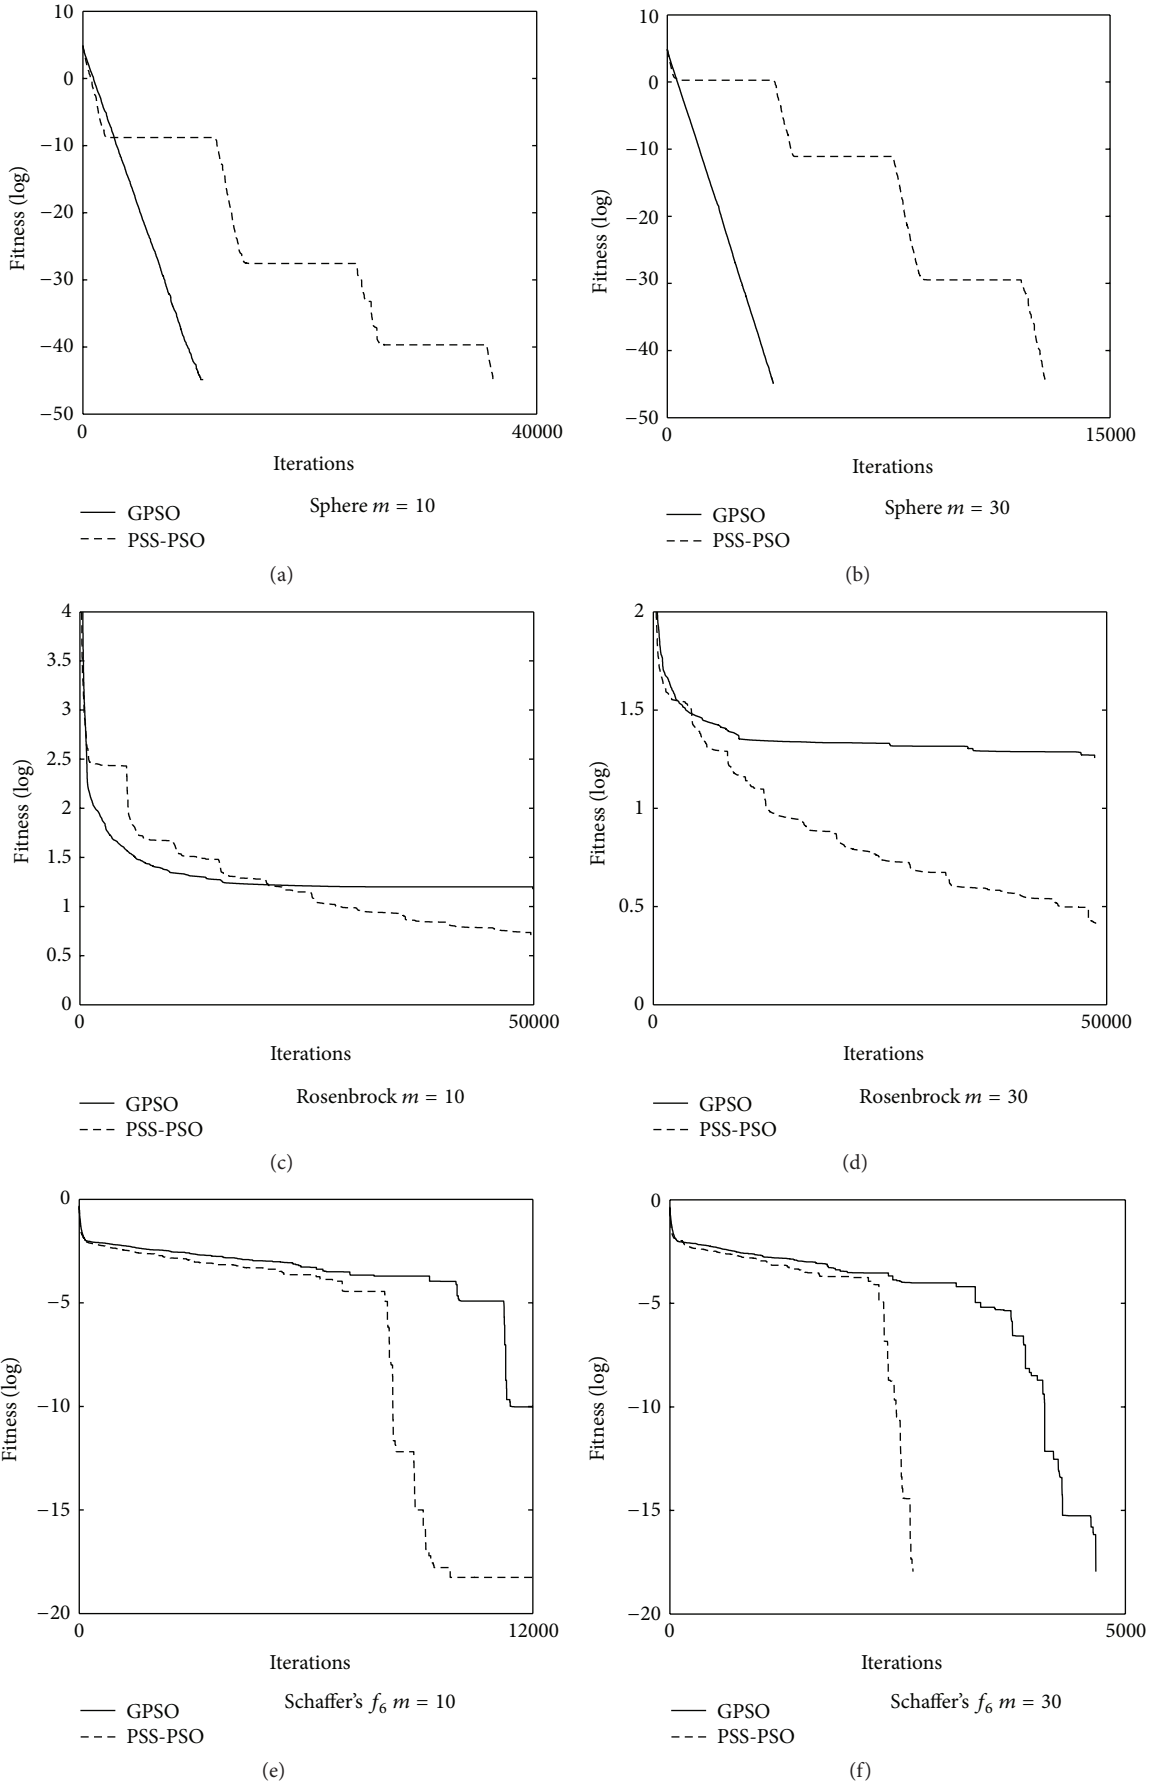 10
0
−10
−20
−30
−40
−50
Fitness (log)
0
40000
Iterations
GPSO
PSS-PSO
Sphere m = 10
(a)
10
0
−10
−20
−30
−40
−50
Fitness (log)
0
15000
Iterations
GPSO
PSS-PSO
Sphere m = 30
(b)
4
3.5
3
2.5
2
1.5
1
0.5
0
Fitness (log)
0
50000
Iterations
GPSO
PSS-PSO
Rosenbrock m = 10
(c)
2
1.5
1
0.5
0
Fitness (log)
0
50000
Iterations
GPSO
PSS-PSO
Rosenbrock m = 30
(d)
0
−5
−10
−15
−20
Fitness (log)
0
12000
Iterations
GPSO
PSS-PSO
Schaffer's f6 m = 10
(e)
0
−5
−10
−15
−20
Fitness (log)
0
5000
Iterations
GPSO
PSS-PSO
Schaffer's f6 m = 30
(f)